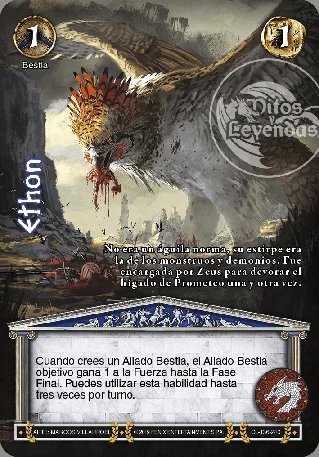 1
1
Bestia
Mitos y
Leyendas
Ethon
No era un águila norma, su estirpe era
la de los monstruos y demonios. Fue
encargada por Zeus para devorar el
hígado de Prometeo una y otra vez.
Cuando crees un Aliado Bestia, el Aliado Bestia
objetivo gana 1 a la Fuerza hasta la Fase
Final. Puedes utilizar esta habilidad hasta
tres veces por turno.